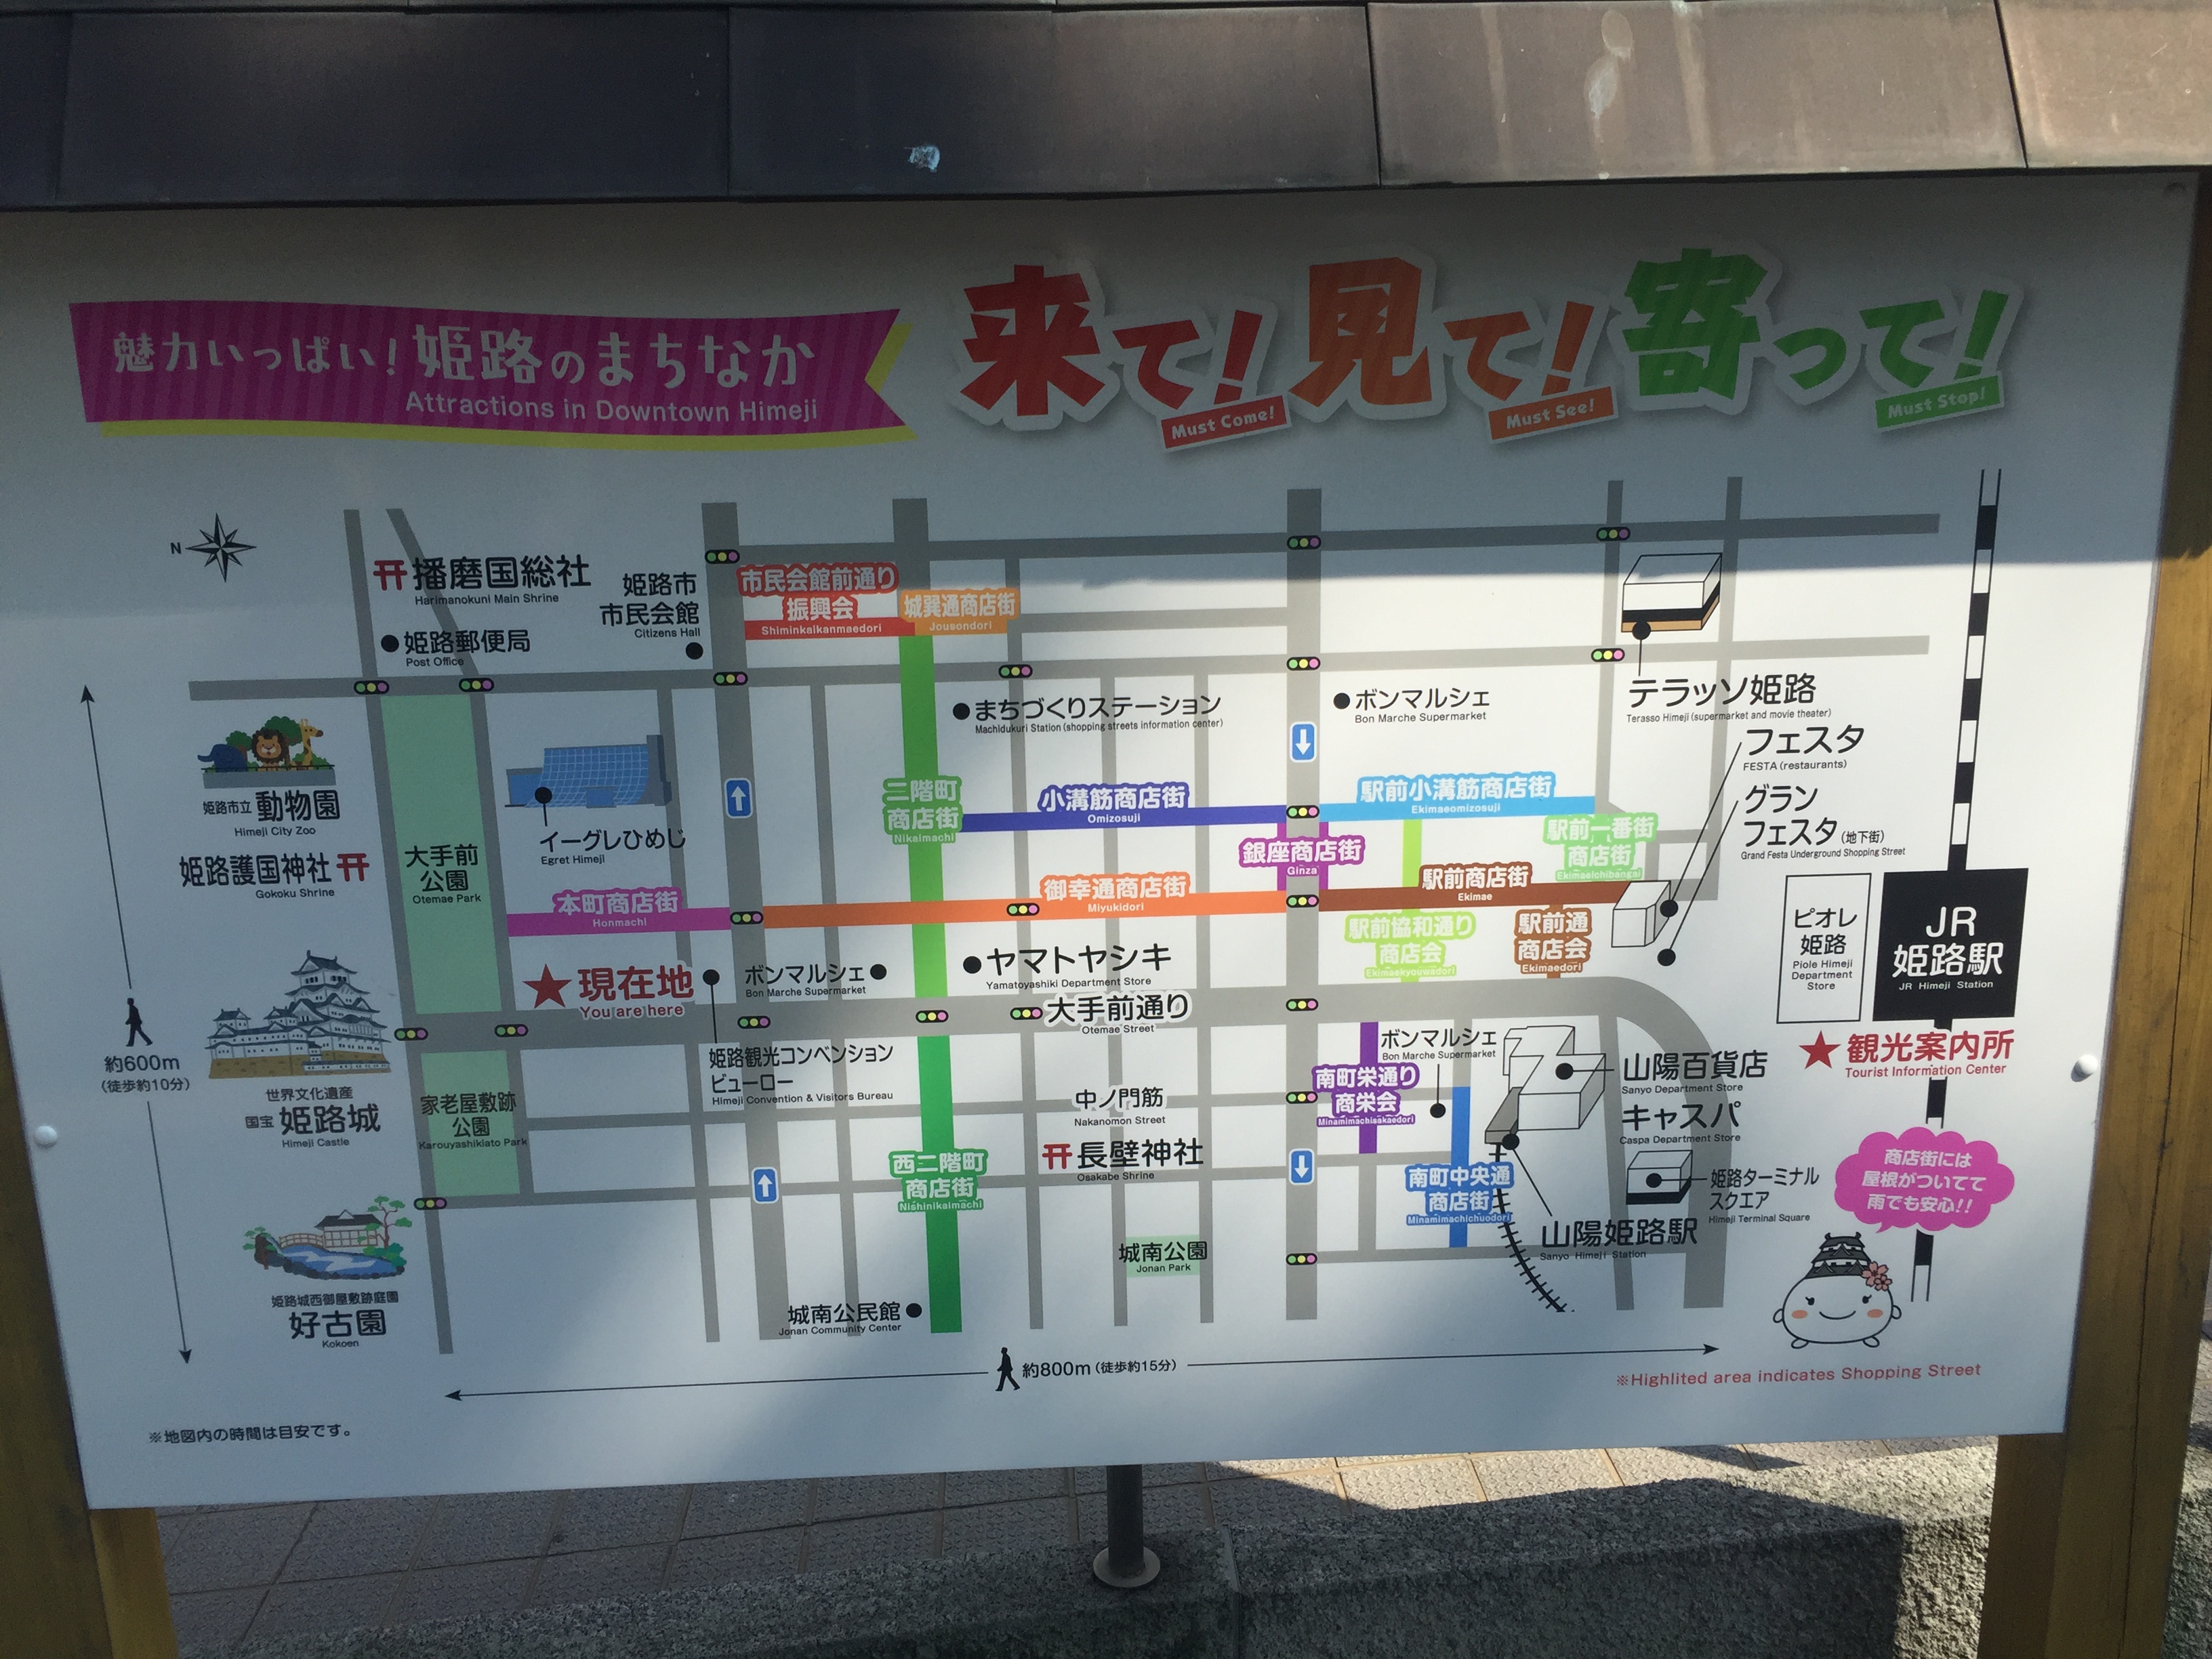 魅力いっぱい!姫路のまちなか
Attractions in Downtown Himeji
来て!見て!寄って!
Must Come!
Must See!
Must Stop!
N
播磨国総社
Harimanokuni Main Shrine
姫路郵便局
Post Office
姫路市
市民会館
Citizens Hall
市民会館前通り
振興会
Shiminkaikanmaedori
城巽通商店街
Jousondori
テラッソ姫路
Terasso Himeji (supermarket and movie theater)
フェスタ
FESTA (restaurants)
グラン
フェスタ(地下街)
Grand Festa Underground Shopping Street
まちづくりステーション
Machidukuri Station (shopping streets information center)
ボンマルシェ
Bon Marche Supermarket
姫路市立 動物園
Himeji City Zoo
姫路護国神社
Gokoku Shrine
大手前
公園
Otemae Park
イーグレひめじ
Egret Himeji
二階町
商店街
Nikaimachi
小溝筋商店街
Omizosuji
駅前小溝筋商店街
Ekimaeomizosuji
駅前一番街
商店街
Ekimaeichibangai
銀座商店街
Ginza
本町商店街
Honmachi
御幸通商店街
Miyukidori
駅前商店街
Ekimae
駅前協和通り
商店会
Ekimaekyouwadori
駅前通
商店会
Ekimaedori
ピオレ
姫路
Piole Himeji
Department
Store
JR
姫路駅
JR Himeji Station
★現在地
You are here
ボンマルシェ
Bon Marche Supermarket
ヤマトヤシキ
Yamatoyashiki Department Store
大手前通り
Otemae Street
約600m
(徒歩約10分)
世界文化遺産
国宝 姫路城
Himeji Castle
家老屋敷跡
公園
Karouyashikiato Park
姫路観光コンベンション
ビューロー
Himeji Convention & Visitors Bureau
中ノ門筋
Nakanomon Street
長壁神社
Osakabe Shrine
南町栄通り
商栄会
Minamimachisakaedori
ボンマルシェ
Bon Marche Supermarket
山陽百貨店
Sanyo Department Store
キャスパ
Caspa Department Store
★観光案内所
Tourist Information Center
西二階町
商店街
Nishinikaimachi
南町中央通
商店街
Minamimachichuodori
姫路ターミナル
スクエア
Himeji Terminal Square
山陽姫路駅
Sanyo Himeji Station
商店街には
屋根がついてて
雨でも安心!!
城南公園
Jonan Park
城南公民館
Jonan Community Center
姫路城西御屋敷跡庭園
好古園
Kokoen
約800m(徒歩約15分)
※Highlited area indicates Shopping Street
※地図内の時間は目安です。